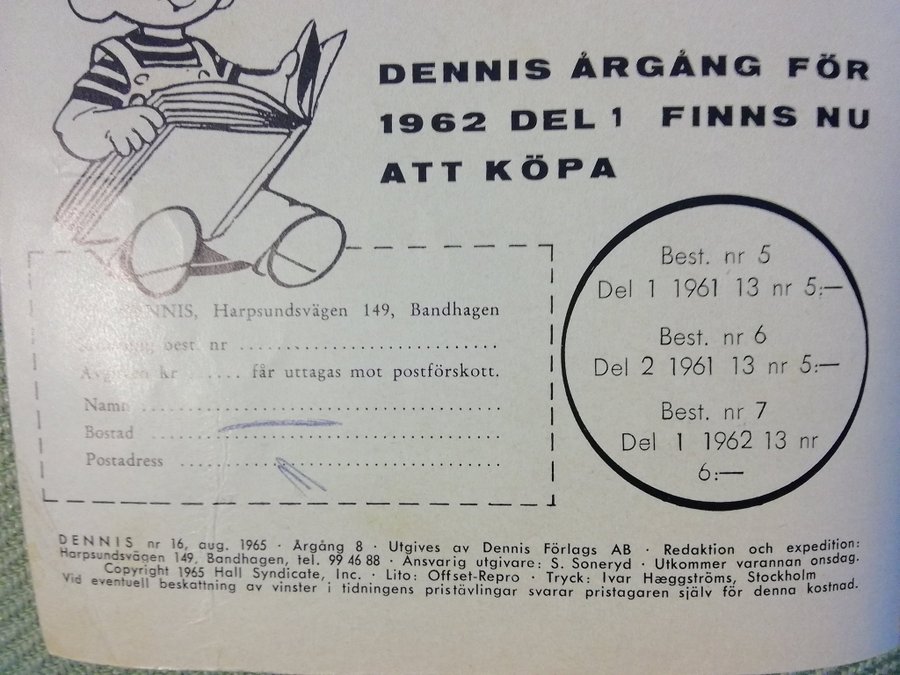 DENNIS ÅRGÅNG FÖR
1962 DEL 1 FINNS NU
ATT KÖPA
DENNIS, Harpsundsvägen 149, Bandhagen
best. nr
kr ...... får uttagas mot postförskott.
Namn
Bostad
Postadress
Best. nr 5
Del 1 1961 13 nr 5:—
Best. nr 6
Del 2 1961 13 nr 5:—
Best. nr 7
Del 1 1962 13 nr
6:—
DENNIS nr 16, aug. 1965 · Årgång 8 · Utgives av Dennis Förlags AB · Redaktion och expedition:
Harpsundsvägen 149, Bandhagen, tel. 99 46 88 · Ansvarig utgivare: S. Soneryd · Utkommer varannan onsdag.
Copyright 1965 Hall Syndicate, Inc. · Lito: Offset-Repro · Tryck: Ivar Hæggströms, Stockholm
Vid eventuell beskattning av vinster i tidningens pristävlingar svarar pristagaren själv för denna kostnad.